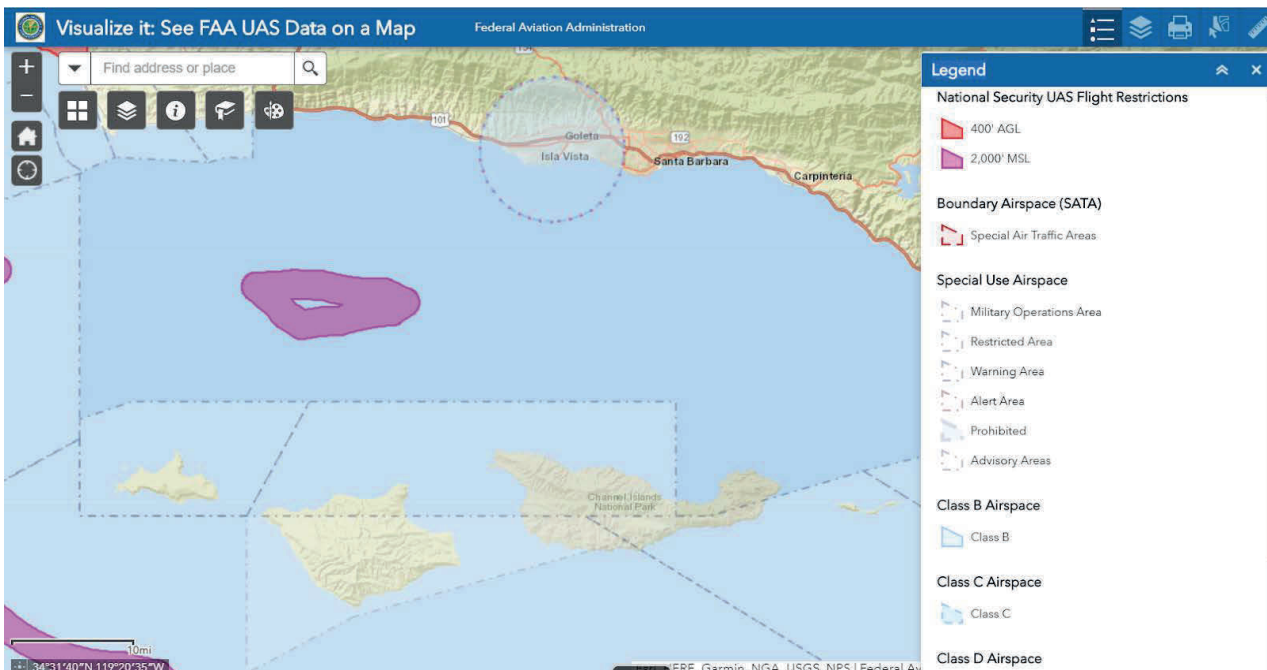 Visualize it: See FAA UAS Data on a Map
Federal Aviation Administration
Find address or place
154
101
Goleta
192
Isla Vista
Santa Barbara
Carpinteria
Channel Islands
National Park
10mi
34°31'40"N 119°20'35"W
Garmin, NGA, USGS, NPS | Federal Av
Legend
National Security UAS Flight Restrictions
400' AGL
2,000' MSL
Boundary Airspace (SATA)
Special Air Traffic Areas
Special Use Airspace
Military Operations Area
Restricted Area
Warning Area
Alert Area
Prohibited
Advisory Areas
Class B Airspace
Class B
Class C Airspace
Class C
Class D Airspace